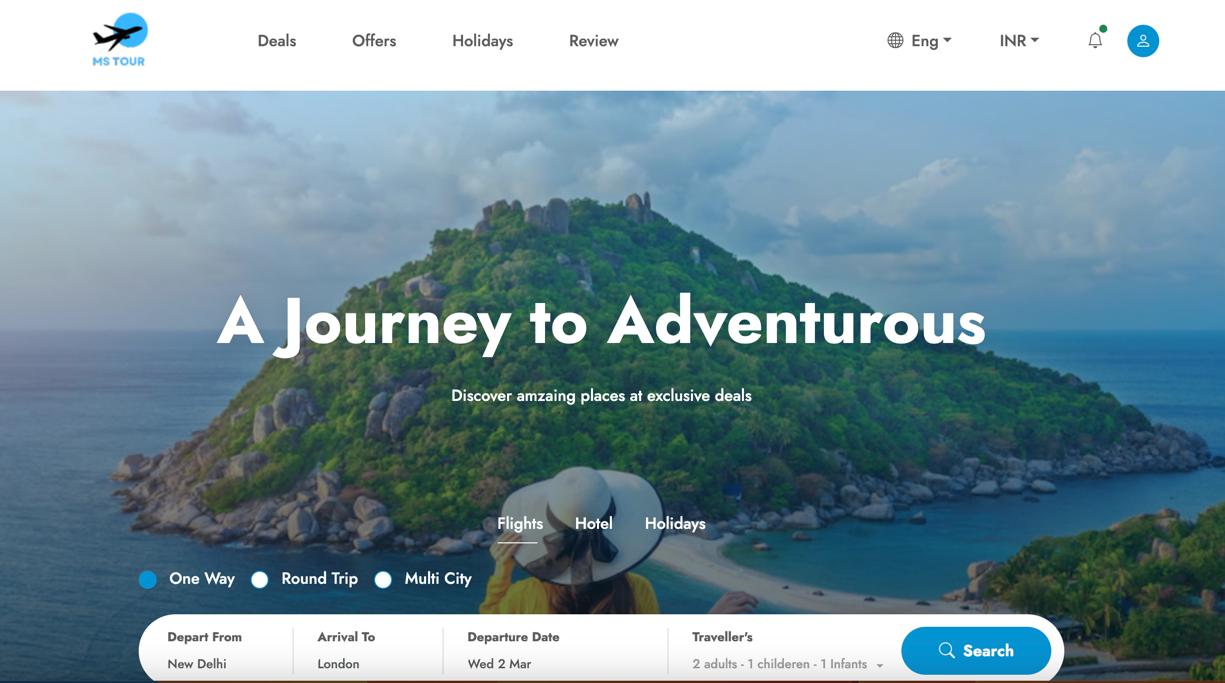 MS TOUR
Deals
Offers
Holidays
Review
Eng
INR
A Journey to Adventurous
Discover amzaing places at exclusive deals
Flights
Hotel
Holidays
One Way
Round Trip
Multi City
Depart From
New Delhi
Arrival To
London
Departure Date
Wed 2 Mar
Traveller's
2 adults - 1 childeren - 1 Infants
Search